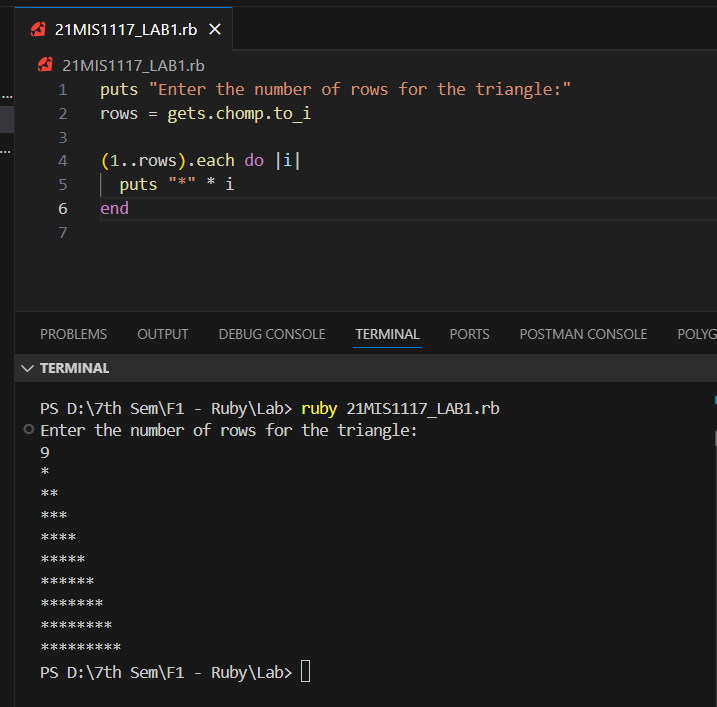 21MIS1117_LAB1.rb
...
21MIS1117_LAB1.rb
1 puts "Enter the number of rows for the triangle:"
2 rows = gets.chomp.to_i
3
...
4 (1..rows).each do |i|
5   puts "*" * i
6 end
7
PROBLEMS OUTPUT DEBUG CONSOLE TERMINAL PORTS POSTMAN CONSOLE POLYG
TERMINAL
PS D:\7th Sem\F1 - Ruby\Lab> ruby 21MIS1117_LAB1.rb
Enter the number of rows for the triangle:
9
*
**
***
****
*****
******
*******
********
*********
PS D:\7th Sem\F1 - Ruby\Lab>